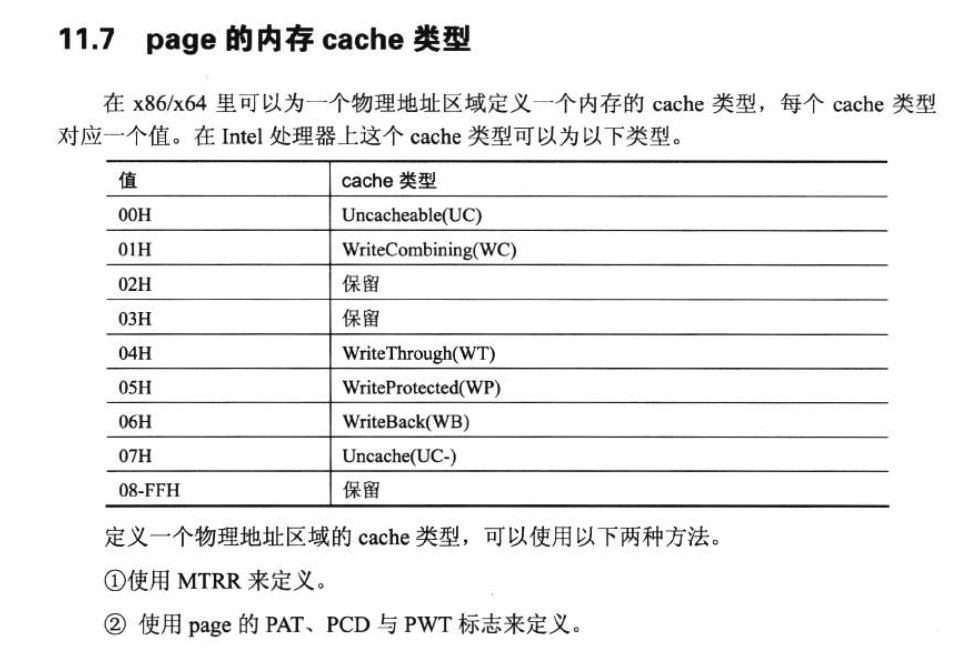 11.7 page 的内存 cache 类型
在 x86/x64 里可以为一个物理地址区域定义一个内存的 cache 类型，每个 cache 类型
对应一个值。在 Intel 处理器上这个 cache 类型可以为以下类型。
值 cache 类型
00H Uncacheable(UC)
01H WriteCombining(WC)
02H 保留
03H 保留
04H WriteThrough(WT)
05H WriteProtected(WP)
06H WriteBack(WB)
07H Uncache(UC-)
08-FFH 保留
定义一个物理地址区域的 cache 类型，可以使用以下两种方法。
①使用 MTRR 来定义。
② 使用 page 的 PAT、PCD 与 PWT 标志来定义。